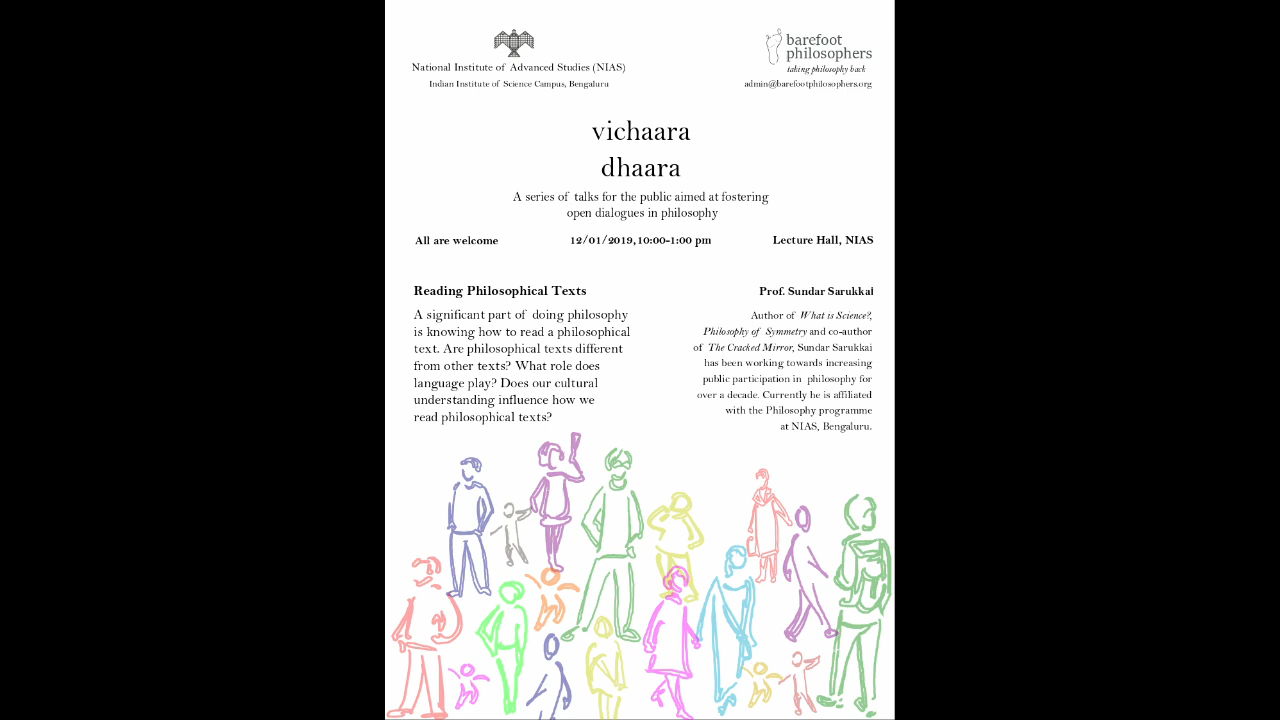 National Institute of Advanced Studies (NIAS)
Indian Institute of Science Campus, Bengaluru
barefoot
philosophers
taking philosophy back
admin@barefootphilosophers.org
vichaara
dhaara
A series of talks for the public aimed at fostering
open dialogues in philosophy
All are welcome
12/01/2019,10:00-1:00 pm
Lecture Hall, NIAS
Reading Philosophical Texts
A significant part of doing philosophy
is knowing how to read a philosophical
text. Are philosophical texts different
from other texts? What role does
language play? Does our cultural
understanding influence how we
read philosophical texts?
Prof. Sundar Sarukkai
Author of What is Science?,
Philosophy of Symmetry and co-author
of The Cracked Mirror, Sundar Sarukkai
has been working towards increasing
public participation in philosophy for
over a decade. Currently he is affiliated
with the Philosophy programme
at NIAS, Bengaluru.